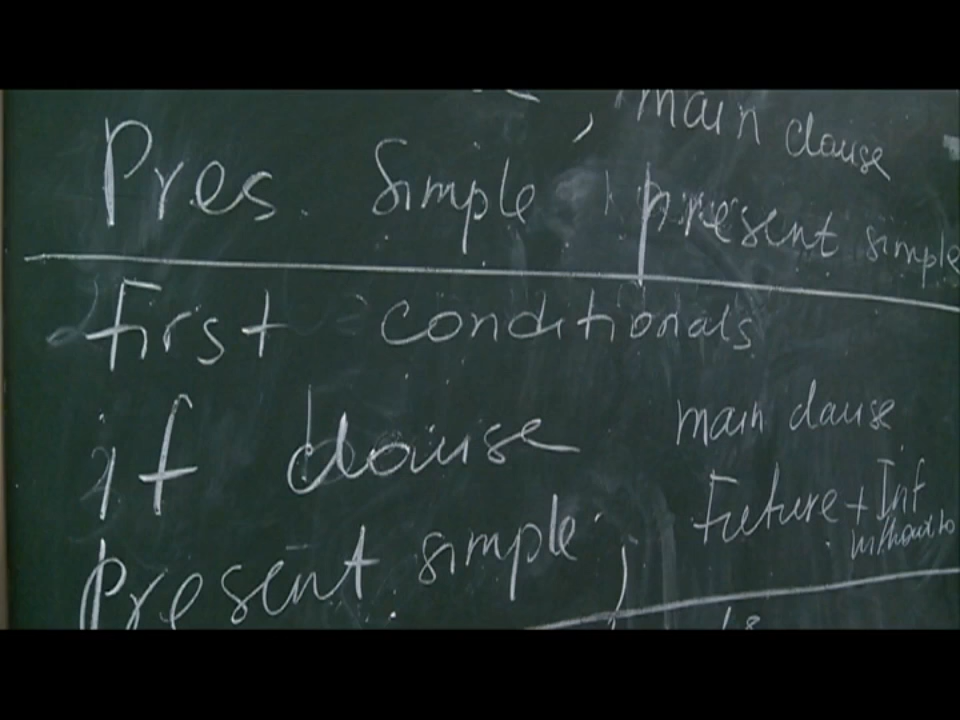 , main clause
Pres. Simple | present simple
First conditionals
if clause main clause
Present simple, Future + Inf
without to